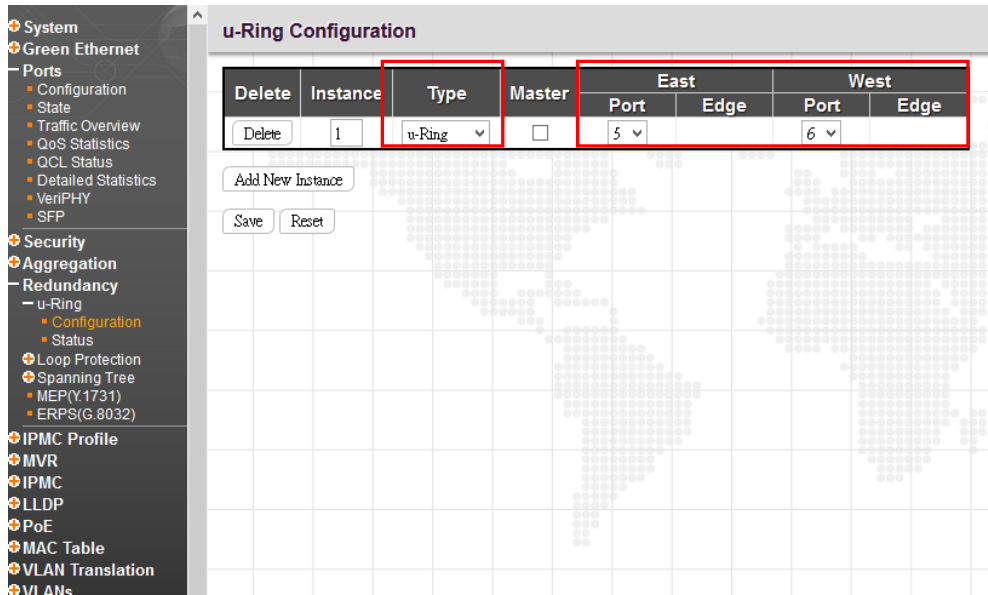 System
Green Ethernet
Ports
Configuration
State
Traffic Overview
QoS Statistics
QCL Status
Detailed Statistics
VeriPHY
SFP
Security
Aggregation
Redundancy
u-Ring
Configuration
Status
Loop Protection
Spanning Tree
MEP(Y.1731)
ERPS(G.8032)
IPMC Profile
MVR
IPMC
LLDP
PoE
MAC Table
VLAN Translation
VLANs
u-Ring Configuration
Delete Instance Type Master East West
Port Edge Port Edge
Delete 1 u-Ring 5 6
Add New Instance
Save Reset